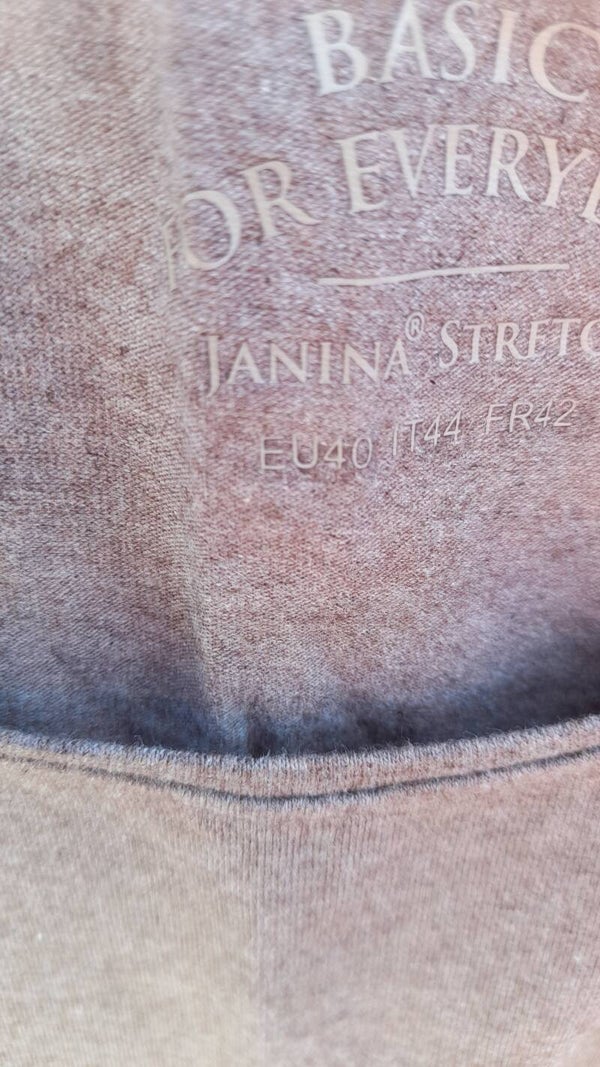 BASIC
FOR EVERY
JANINA® STRETC
EU40 IT44 FR42